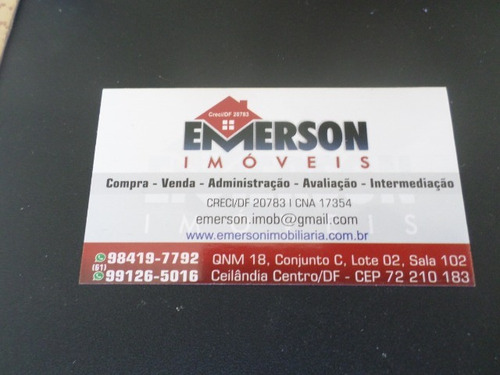 Creci/DF 20783
EMERSON
IMÓVEIS
Compra - Venda - Administração - Avaliação - Intermediação
CRECI/DF 20783 | CNA 17354
emerson.imob@gmail.com
www.emersonimobiliaria.com.br
(61)
98419-7792
99126-5016
QNM 18, Conjunto C, Lote 02, Sala 102
Ceilândia Centro/DF - CEP 72 210 183